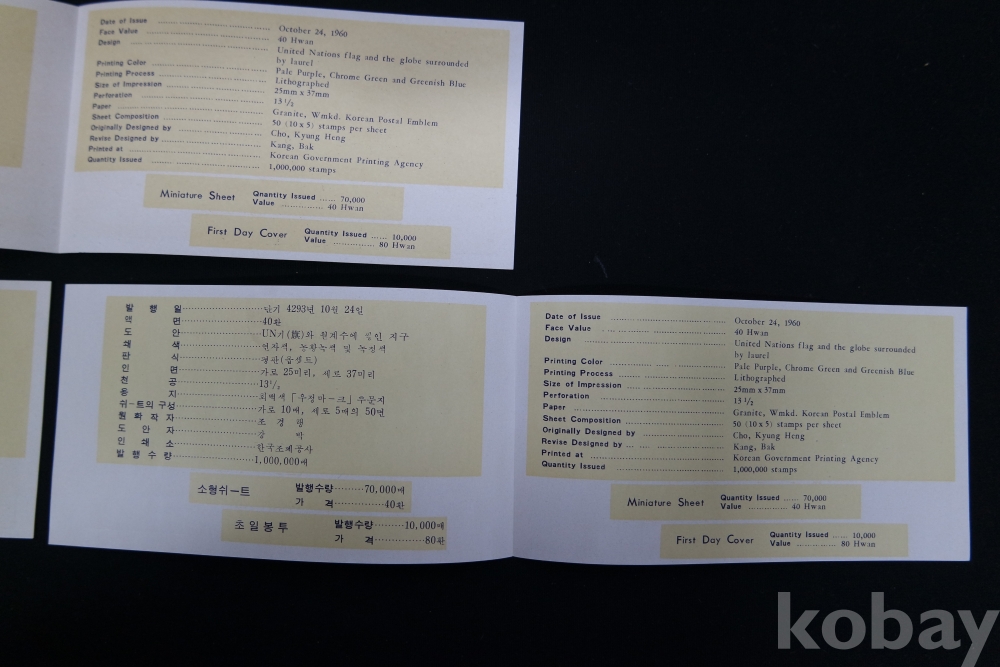 Date of Issue ........ October 24, 1960
Face Value ........ 40 Hwan
Design ........ United Nations flag and the globe surrounded
by laurel
Printing Color ........ Pale Purple, Chrome Green and Greenish Blue
Printing Process ........ Lithographed
Size of Impression ........ 25mm x 37mm
Perforation ........ 13 1/2
Paper ........ Granite, Wmkd. Korean Postal Emblem
Sheet Composition ........ 50 (10 x 5) stamps per sheet
Originally Designed by ........ Cho, Kyung Heng
Revise Designed by ........ Kang, Bak
Printed at ........ Korean Government Printing Agency
Quantity Issued ........ 1,000,000 stamps
Miniature Sheet Qnantity Issued ...... 70,000
Value ............... 40 Hwan
First Day Cover Quantity Issued ...... 10,000
Value ............... 80 Hwan
발행일 ........ 단기 4293년 10월 24일
액면 ........ 40환
도안 ........ UN기(旗)와 월계수에 지구
쇄색 ........ 연자색, 농황녹색 및 농청색
판식 ........ 평판(옵셑드)
인면 ........ 가로 25미리, 세로 37미리
천공 ........ 13 1/2
용지 ........ 회백색 「우정마―크」 무문지
쉬―트의 구성 ........ 가로 10매, 세로 5매의 50면
원화작자 ........ 조경행
도안자 ........ 강박
인쇄소 ........ 한국조폐공사
발행수량 ........ 1,000,000매
소형쉬―트 발행수량 ........ 70,000매
가격 ........ 40환
초일봉투 발행수량 ........ 10,000매
가격 ........ 80환
Date of Issue ........ October 24, 1960
Face Value ........ 40 Hwan
Design ........ United Nations flag and the globe surrounded
by laurel
Printing Color ........ Pale Purple, Chrome Green and Greenish Blue
Printing Process ........ Lithographed
Size of Impression ........ 25mm x 37mm
Perforation ........ 13 1/2
Paper ........ Granite, Wmkd. Korean Postal Emblem
Sheet Composition ........ 50 (10 x 5) stamps per sheet
Originally Designed by ........ Cho, Kyung Heng
Revise Designed by ........ Kang, Bak
Printed at ........ Korean Government Printing Agency
Quantity Issued ........ 1,000,000 stamps
Miniature Sheet Quantity Issued ...... 70,000
Value ............... 40 Hwan
First Day Cover Quantity Issued ...... 10,000
Value ............... 80 Hwan
kobay